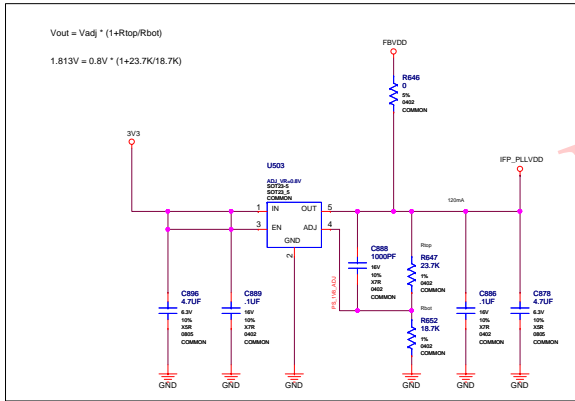 Vout = Vadj * (1+Rtop/Rbot)
1.813V = 0.8V * (1+23.7K/18.7K)
FBVDD
R646
0
5%
0402
COMMON
3V3
IFP_PLLVDD
U503
ADJ_VR=0.8V
SOT23-5
SOT23_5
COMMON
1 IN OUT 5
3 EN ADJ 4
GND
2
120mA
C888
1000PF
16V
10%
X7R
0402
COMMON
Rtop
R647
23.7K
1%
0402
COMMON
PS_1V8_ADJ
Rbot
R652
18.7K
1%
0402
COMMON
C896
4.7UF
6.3V
10%
X5R
0805
COMMON
C889
.1UF
16V
10%
X7R
0402
COMMON
C886
.1UF
16V
10%
X7R
0402
COMMON
C878
4.7UF
6.3V
10%
X5R
0805
COMMON
GND
GND
GND
GND
GND
GND